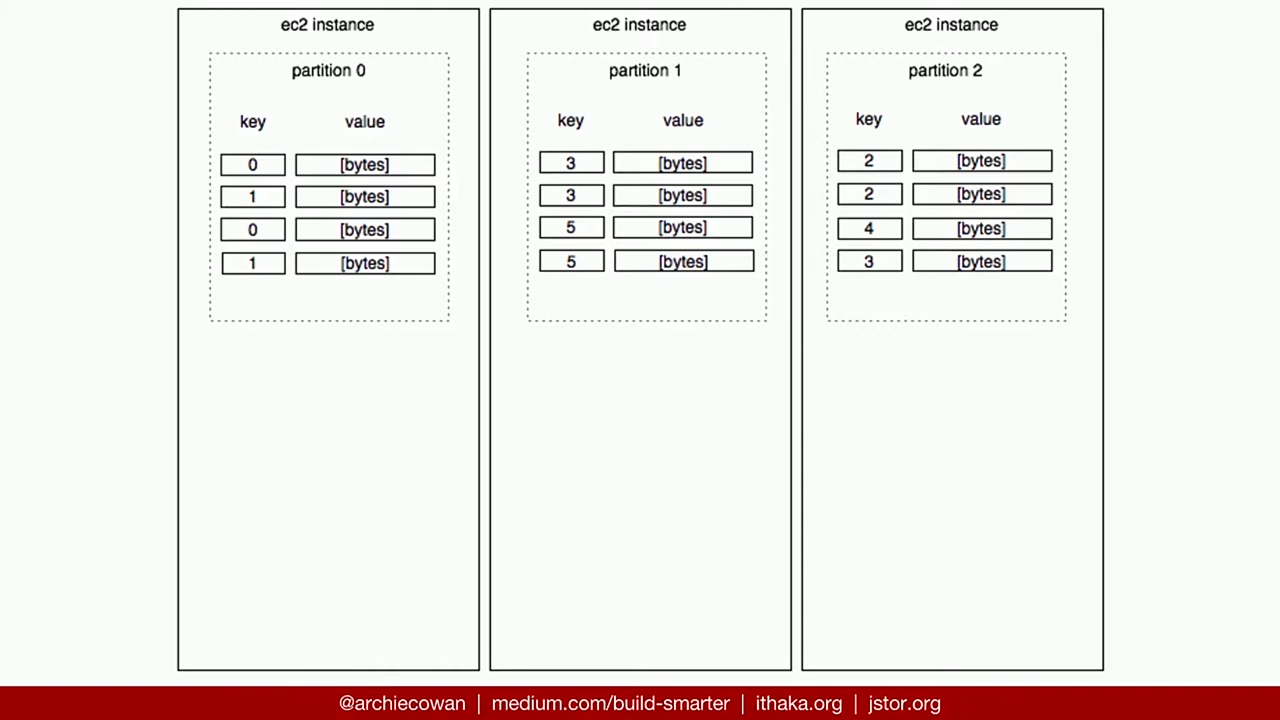 ec2 instance
partition 0
key value
0 [bytes]
1 [bytes]
0 [bytes]
1 [bytes]
ec2 instance
partition 1
key value
3 [bytes]
3 [bytes]
5 [bytes]
5 [bytes]
ec2 instance
partition 2
key value
2 [bytes]
2 [bytes]
4 [bytes]
3 [bytes]
@archiecowan | medium.com/build-smarter | ithaka.org | jstor.org